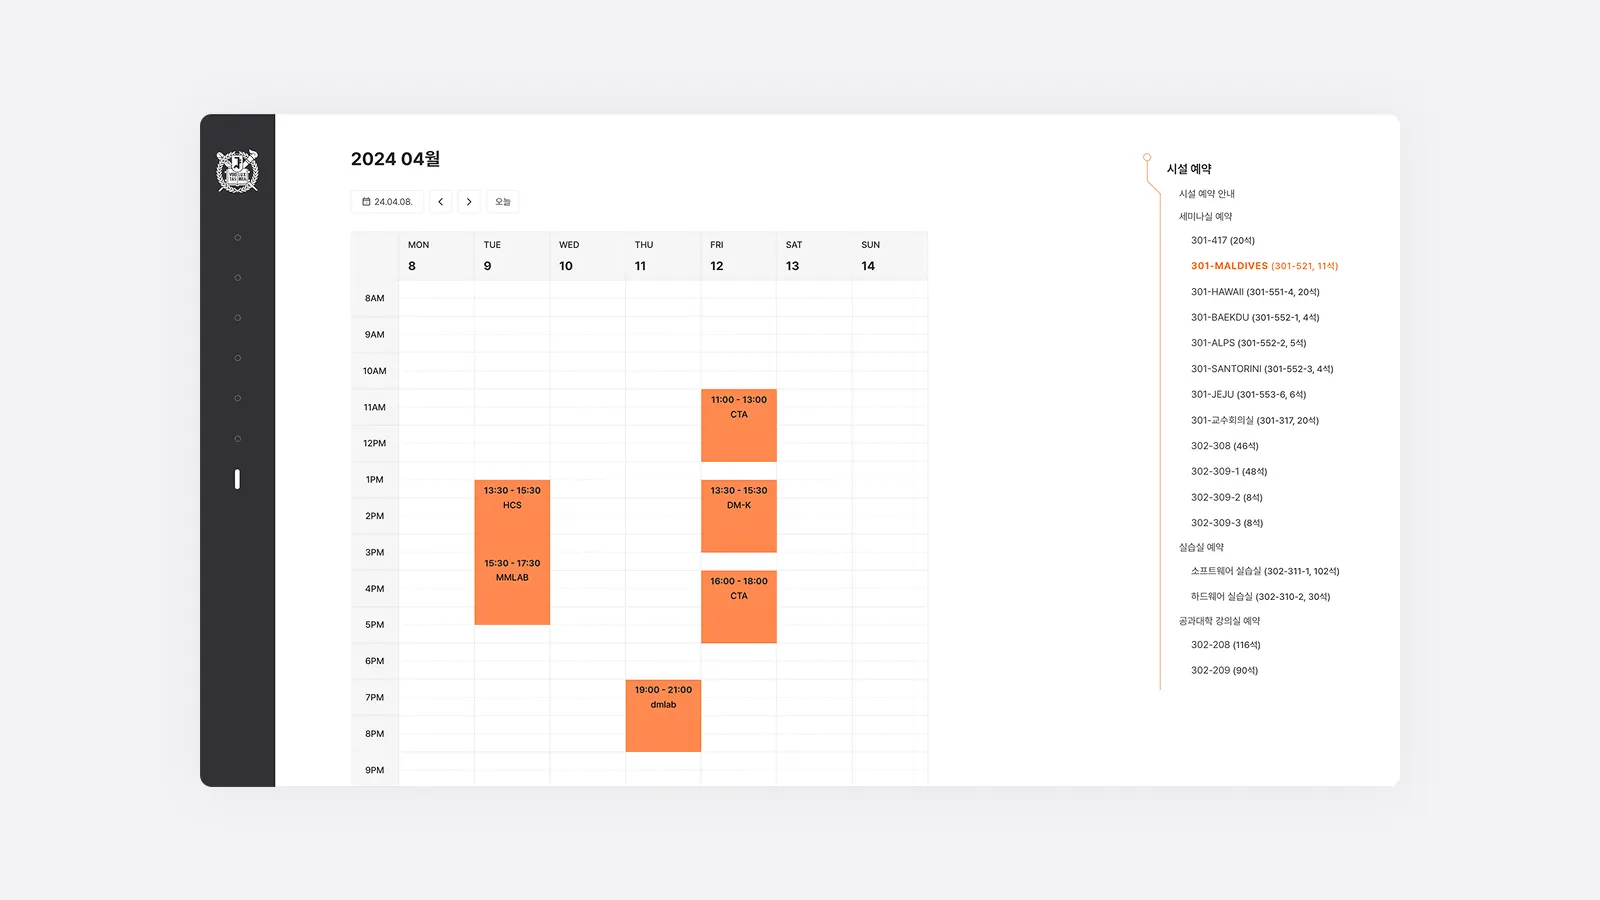 2024 04월
24.04.08.
오늘
MON TUE WED THU FRI SAT SUN
8 9 10 11 12 13 14
8AM
9AM
10AM
11AM
12PM
1PM
2PM
3PM
4PM
5PM
6PM
7PM
8PM
9PM
13:30 - 15:30
HCS
15:30 - 17:30
MMLAB
19:00 - 21:00
dmlab
11:00 - 13:00
CTA
13:30 - 15:30
DM-K
16:00 - 18:00
CTA
시설 예약
시설 예약 안내
세미나실 예약
301-417 (20석)
301-MALDIVES (301-521, 11석)
301-HAWAII (301-551-4, 20석)
301-BAEKDU (301-552-1, 4석)
301-ALPS (301-552-2, 5석)
301-SANTORINI (301-552-3, 4석)
301-JEJU (301-553-6, 6석)
301-교수회의실 (301-317, 20석)
302-308 (46석)
302-309-1 (48석)
302-309-2 (8석)
302-309-3 (8석)
실습실 예약
소프트웨어 실습실 (302-311-1, 102석)
하드웨어 실습실 (302-310-2, 30석)
공과대학 강의실 예약
302-208 (116석)
302-209 (90석)